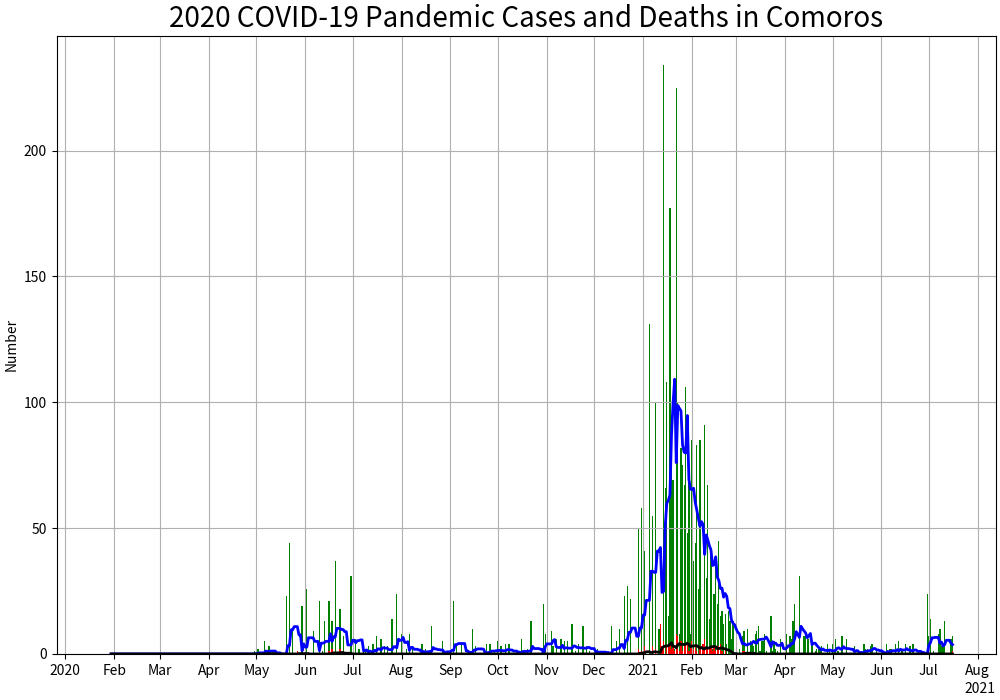 2020 COVID-19 Pandemic Cases and Deaths in Comoros
Number
200
150
100
50
0
2020 Feb Mar Apr May Jun Jul Aug Sep Oct Nov Dec 2021 Feb Mar Apr May Jun Jul Aug
2021